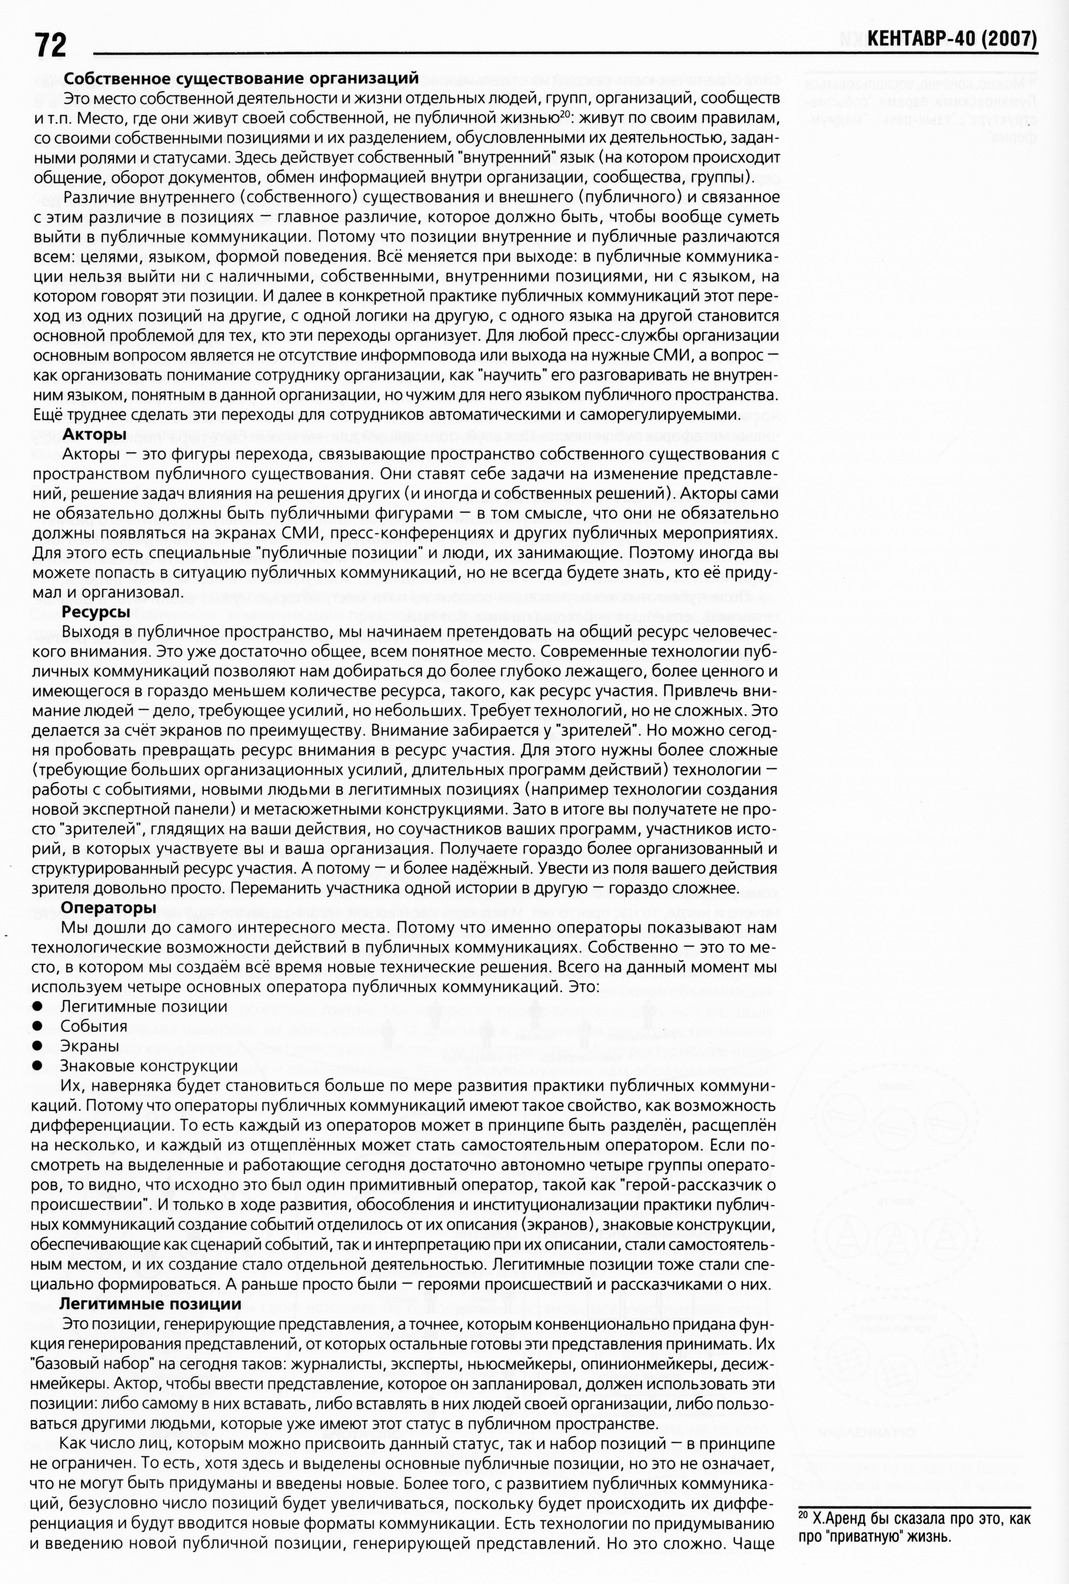 72
КЕНТАВР-40 (2007)
Собственное существование организаций
Это место собственной деятельности и жизни отдельных людей, групп, организаций, сообществ
и т.п. Место, где они живут своей собственной, не публичной жизнью²⁰: живут по своим правилам,
со своими собственными позициями и их разделением, обусловленными их деятельностью, задан-
ными ролями и статусами. Здесь действует собственный "внутренний" язык (на котором происходит
общение, оборот документов, обмен информацией внутри организации, сообщества, группы).
Различие внутреннего (собственного) существования и внешнего (публичного) и связанное
с этим различие в позициях — главное различие, которое должно быть, чтобы вообще суметь
выйти в публичные коммуникации. Потому что позиции внутренние и публичные различаются
всем: целями, языком, формой поведения. Всё меняется при выходе: в публичные коммуника-
ции нельзя выйти ни с наличными, собственными, внутренними позициями, ни с языком, на
котором говорят эти позиции. И далее в конкретной практике публичных коммуникаций этот пере-
ход из одних позиций на другие, с одной логики на другую, с одного языка на другой становится
основной проблемой для тех, кто эти переходы организует. Для любой пресс-службы организации
основным вопросом является не отсутствие информповода или выхода на нужные СМИ, а вопрос —
как организовать понимание сотруднику организации, как "научить" его разговаривать не внутрен-
ним языком, понятным в данной организации, но чужим для него языком публичного пространства.
Ещё труднее сделать эти переходы для сотрудников автоматическими и саморегулируемыми.
Акторы
Акторы — это фигуры перехода, связывающие пространство собственного существования с
пространством публичного существования. Они ставят себе задачи на изменение представле-
ний, решение задач влияния на решения других (и иногда и собственных решений). Акторы сами
не обязательно должны быть публичными фигурами — в том смысле, что они не обязательно
должны появляться на экранах СМИ, пресс-конференциях и других публичных мероприятиях.
Для этого есть специальные "публичные позиции" и люди, их занимающие. Поэтому иногда вы
можете попасть в ситуацию публичных коммуникаций, но не всегда будете знать, кто её приду-
мал и организовал.
Ресурсы
Выходя в публичное пространство, мы начинаем претендовать на общий ресурс человечес-
кого внимания. Это уже достаточно общее, всем понятное место. Современные технологии пуб-
личных коммуникаций позволяют нам добираться до более глубоко лежащего, более ценного и
имеющегося в гораздо меньшем количестве ресурса, такого, как ресурс участия. Привлечь вни-
мание людей — дело, требующее усилий, но небольших. Требует технологий, но не сложных. Это
делается за счёт экранов по преимуществу. Внимание забирается у "зрителей". Но можно сегод-
ня пробовать превращать ресурс внимания в ресурс участия. Для этого нужны более сложные
(требующие больших организационных усилий, длительных программ действий) технологии —
работы с событиями, новыми людьми в легитимных позициях (например технологии создания
новой экспертной панели) и метасюжетными конструкциями. Зато в итоге вы получатете не про-
сто "зрителей", глядящих на ваши действия, но соучастников ваших программ, участников исто-
рий, в которых участвуете вы и ваша организация. Получаете гораздо более организованный и
структурированный ресурс участия. А потому — и более надёжный. Увести из поля вашего действия
зрителя довольно просто. Переманить участника одной истории в другую — гораздо сложнее.
Операторы
Мы дошли до самого интересного места. Потому что именно операторы показывают нам
технологические возможности действий в публичных коммуникациях. Собственно — это то ме-
сто, в котором мы создаём всё время новые технические решения. Всего на данный момент мы
используем четыре основных оператора публичных коммуникаций. Это:
● Легитимные позиции
● События
● Экраны
● Знаковые конструкции
Их, наверняка будет становиться больше по мере развития практики публичных коммуни-
каций. Потому что операторы публичных коммуникаций имеют такое свойство, как возможность
дифференциации. То есть каждый из операторов может в принципе быть разделён, расщеплён
на несколько, и каждый из отщеплённых может стать самостоятельным оператором. Если по-
смотреть на выделенные и работающие сегодня достаточно автономно четыре группы операто-
ров, то видно, что исходно это был один примитивный оператор, такой как "герой-рассказчик о
происшествии". И только в ходе развития, обособления и институционализации практики публич-
ных коммуникаций создание событий отделилось от их описания (экранов), знаковые конструкции,
обеспечивающие как сценарий событий, так и интерпретацию при их описании, стали самостоятель-
ным местом, и их создание стало отдельной деятельностью. Легитимные позиции тоже стали спе-
циально формироваться. А раньше просто были — героями происшествий и рассказчиками о них.
Легитимные позиции
Это позиции, генерирующие представления, а точнее, которым конвенционально придана фун-
кция генерирования представлений, от которых остальные готовы эти представления принимать. Их
"базовый набор" на сегодня таков: журналисты, эксперты, ньюсмейкеры, опинионмейкеры, десиж-
нмейкеры. Актор, чтобы ввести представление, которое он запланировал, должен использовать эти
позиции: либо самому в них вставать, либо вставлять в них людей своей организации, либо пользо-
ваться другими людьми, которые уже имеют этот статус в публичном пространстве.
Как число лиц, которым можно присвоить данный статус, так и набор позиций — в принципе
не ограничен. То есть, хотя здесь и выделены основные публичные позиции, но это не означает,
что не могут быть придуманы и введены новые. Более того, с развитием публичных коммуника-
ций, безусловно число позиций будет увеличиваться, поскольку будет происходить их диффе-
ренциация и будут вводится новые форматы коммуникации. Есть технологии по придумыванию
и введению новой публичной позиции, генерирующей представлений. Но это сложно. Чаще
²⁰ Х.Аренд бы сказала про это, как
про "приватную" жизнь.